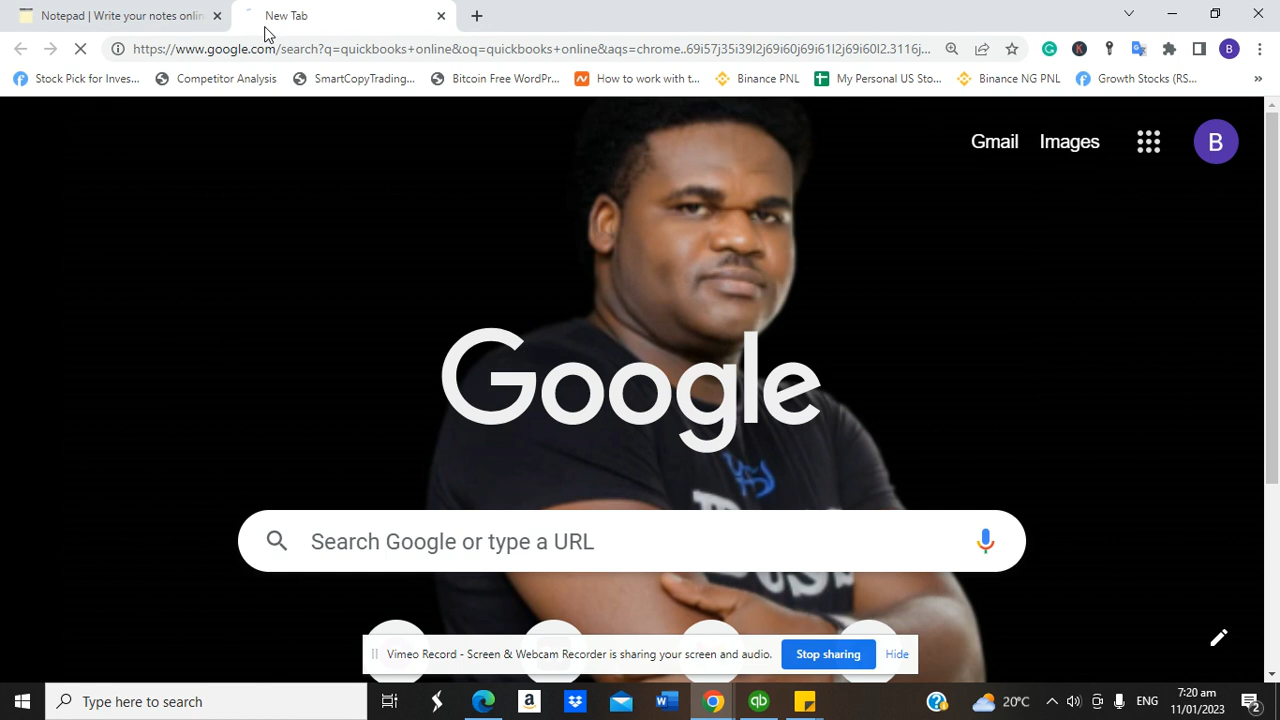 Notepad | Write your notes onlin
New Tab
https://www.google.com/search?q=quickbooks+online&oq=quickbooks+online&aqs=chrome..69i57j35i39l2j69i60j69i61l2j69i60l2.3116j...
B
Stock Pick for Inves...
Competitor Analysis
SmartCopyTrading...
Bitcoin Free WordPr...
How to work with t...
Binance PNL
My Personal US Sto...
Binance NG PNL
Growth Stocks (RS...
»
Gmail
Images
B
Google
Search Google or type a URL
Vimeo Record - Screen & Webcam Recorder is sharing your screen and audio.
Stop sharing
Hide
Type here to search
20°C
ENG
7:20 am
11/01/2023
2